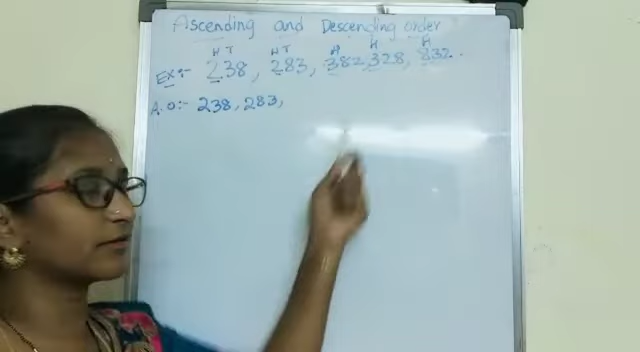 Ascending and Descending order
H T H T H H H
Ex:- 238, 283, 382, 328, 832.
A.O:- 238, 283,